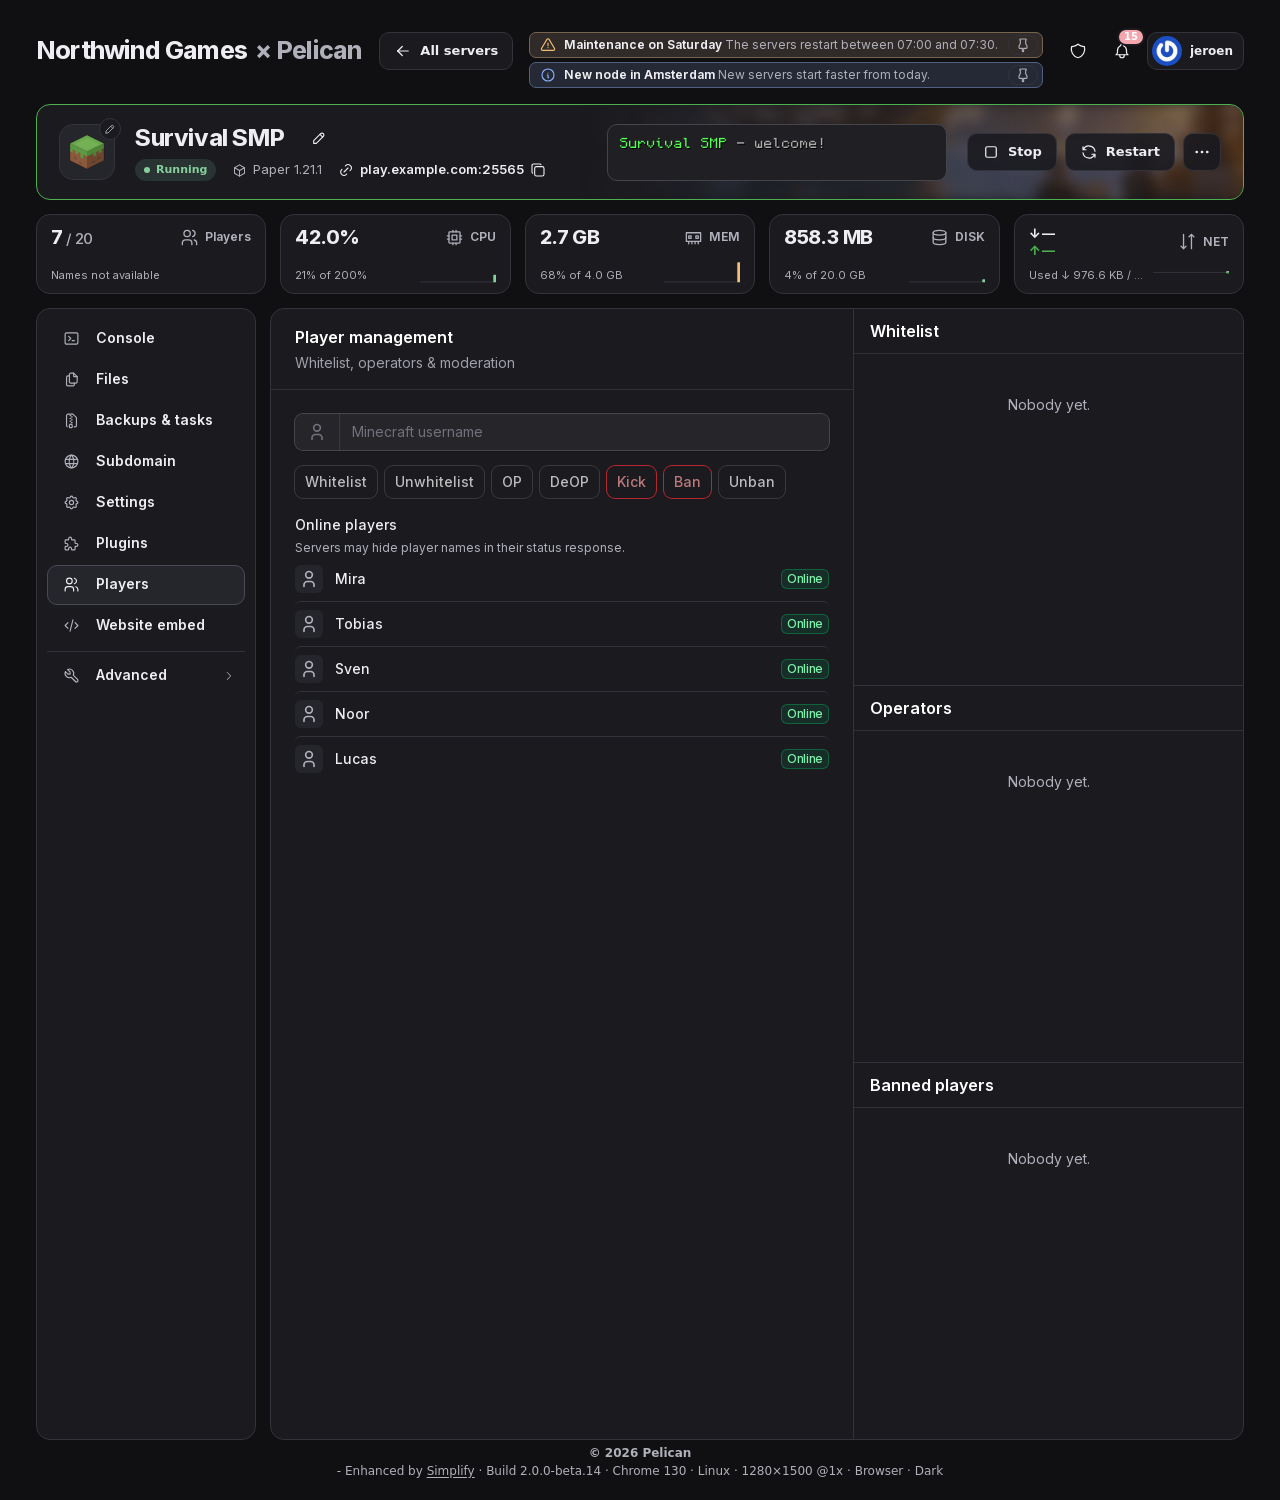 Northwind Games × Pelican
All servers
Maintenance on Saturday The servers restart between 07:00 and 07:30.
New node in Amsterdam New servers start faster from today.
15
jeroen
Survival SMP
Running
Paper 1.21.1
play.example.com:25565
Survival SMP - welcome!
Stop
Restart
7 / 20
Players
Names not available
42.0%
CPU
21% of 200%
2.7 GB
MEM
68% of 4.0 GB
858.3 MB
DISK
4% of 20.0 GB
↓—
↑—
NET
Used ↓ 976.6 KB / ...
Console
Files
Backups & tasks
Subdomain
Settings
Plugins
Players
Website embed
Advanced
Player management
Whitelist, operators & moderation
Minecraft username
Whitelist
Unwhitelist
OP
DeOP
Kick
Ban
Unban
Online players
Servers may hide player names in their status response.
Mira
Online
Tobias
Online
Sven
Online
Noor
Online
Lucas
Online
Whitelist
Nobody yet.
Operators
Nobody yet.
Banned players
Nobody yet.
© 2026 Pelican
- Enhanced by Simplify · Build 2.0.0-beta.14 · Chrome 130 · Linux · 1280×1500 @1x · Browser · Dark